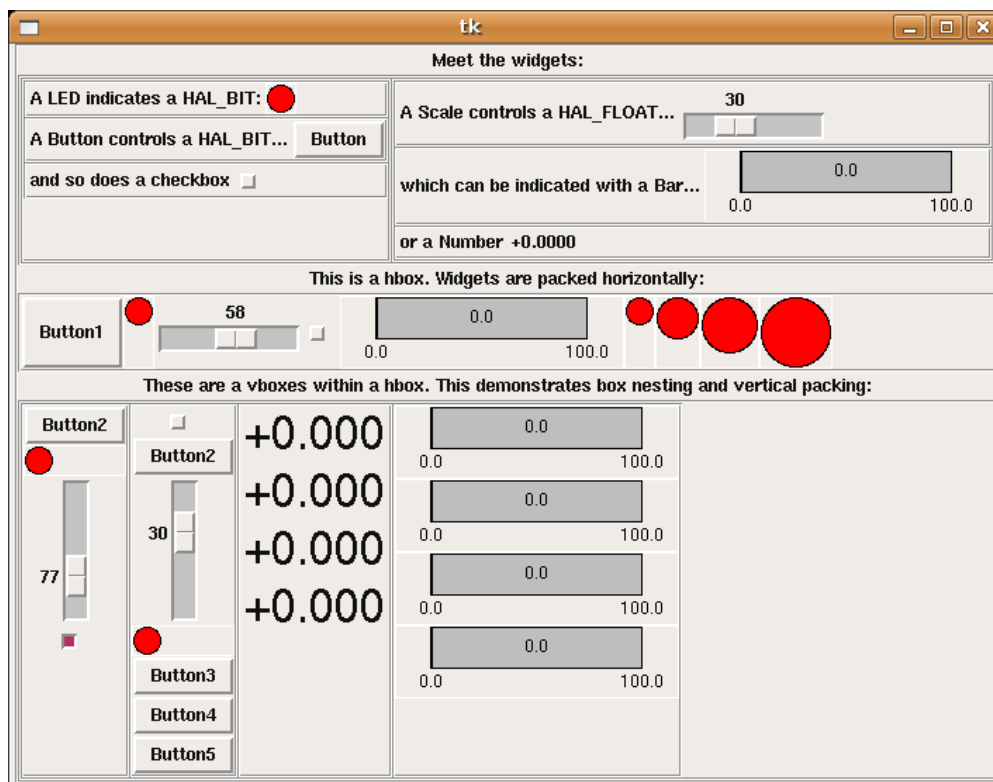 tk
Meet the widgets:
A LED indicates a HAL_BIT:
A Button controls a HAL_BIT... Button
and so does a checkbox
30
A Scale controls a HAL_FLOAT...
0.0
which can be indicated with a Bar...
0.0 100.0
or a Number +0.0000
This is a hbox. Widgets are packed horizontally:
Button1
58
0.0
0.0 100.0
These are a vboxes within a hbox. This demonstrates box nesting and vertical packing:
Button2
77
Button2
30
Button3
Button4
Button5
+0.000
+0.000
+0.000
+0.000
0.0
0.0 100.0
0.0
0.0 100.0
0.0
0.0 100.0
0.0
0.0 100.0